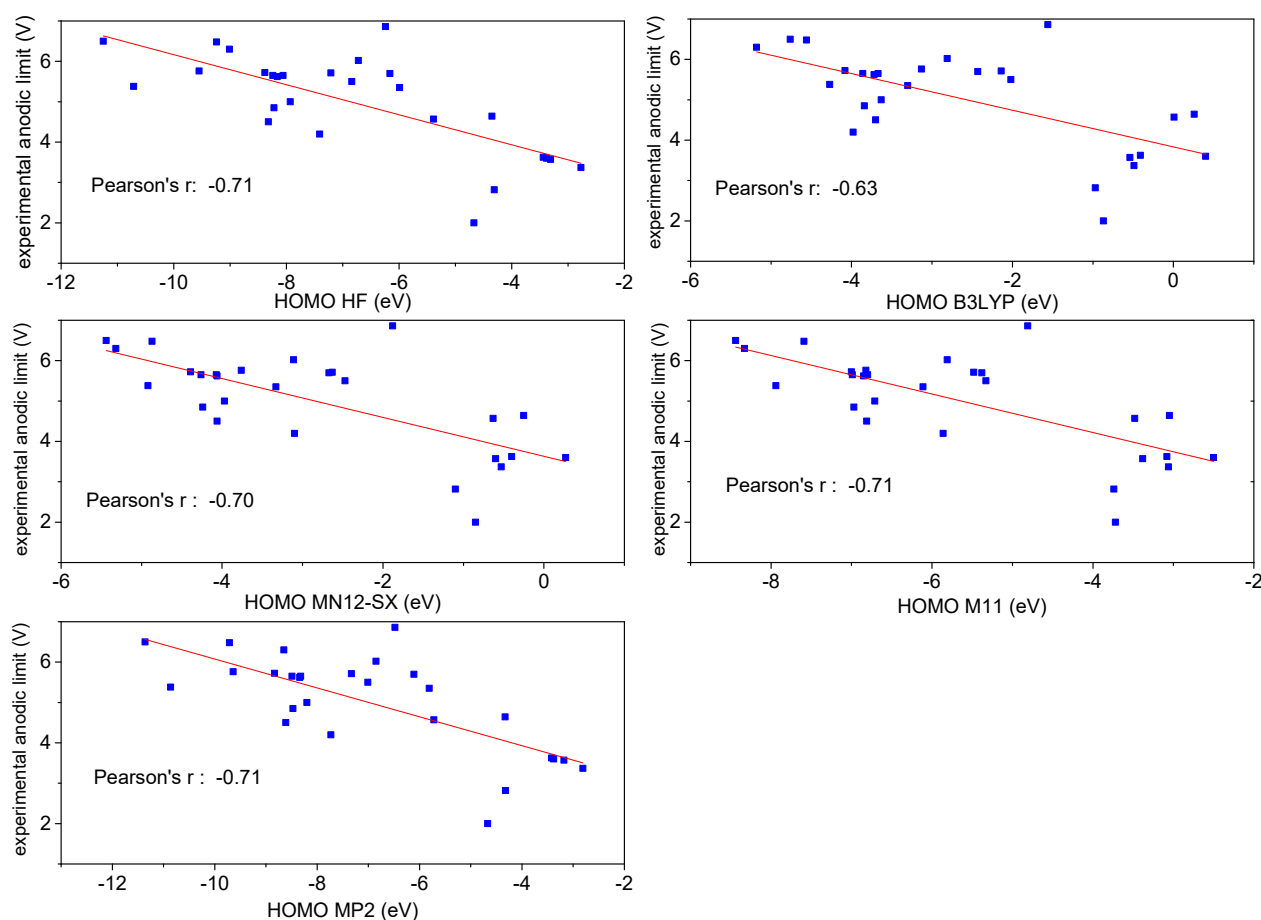 experimental anodic limit (V)
6
4
2
Pearson's r: -0.71
-12
-10
-8
-6
-4
-2
HOMO HF (eV)
experimental anodic limit (V)
6
4
2
Pearson's r: -0.63
-6
-4
-2
0
HOMO B3LYP (eV)
experimental anodic limit (V)
6
4
2
Pearson's r : -0.70
-6
-4
-2
0
HOMO MN12-SX (eV)
experimental anodic limit (V)
6
4
2
Pearson's r : -0.71
-8
-6
-4
-2
HOMO M11 (eV)
experimental anodic limit (V)
6
4
2
Pearson's r : -0.71
-12
-10
-8
-6
-4
-2
HOMO MP2 (eV)